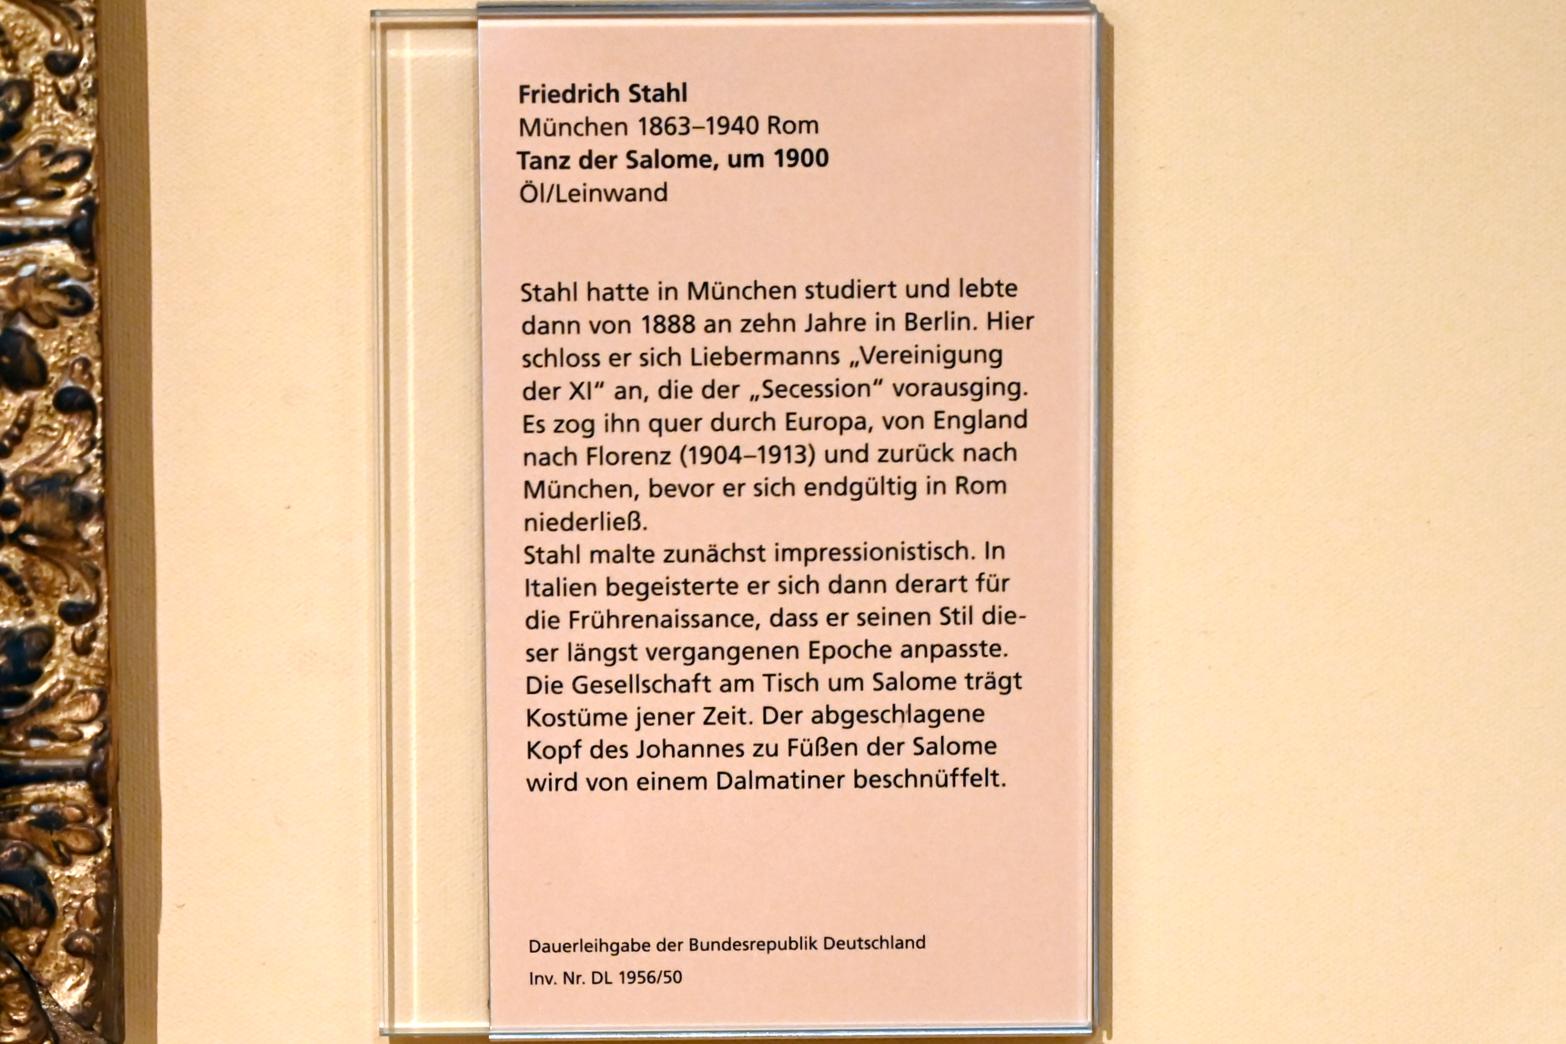 Friedrich Stahl
München 1863–1940 Rom
Tanz der Salome, um 1900
Öl/Leinwand
Stahl hatte in München studiert und lebte
dann von 1888 an zehn Jahre in Berlin. Hier
schloss er sich Liebermanns „Vereinigung
der XI“ an, die der „Secession“ vorausging.
Es zog ihn quer durch Europa, von England
nach Florenz (1904–1913) und zurück nach
München, bevor er sich endgültig in Rom
niederließ.
Stahl malte zunächst impressionistisch. In
Italien begeisterte er sich dann derart für
die Frührenaissance, dass er seinen Stil die-
ser längst vergangenen Epoche anpasste.
Die Gesellschaft am Tisch um Salome trägt
Kostüme jener Zeit. Der abgeschlagene
Kopf des Johannes zu Füßen der Salome
wird von einem Dalmatiner beschnüffelt.
Dauerleihgabe der Bundesrepublik Deutschland
Inv. Nr. DL 1956/50